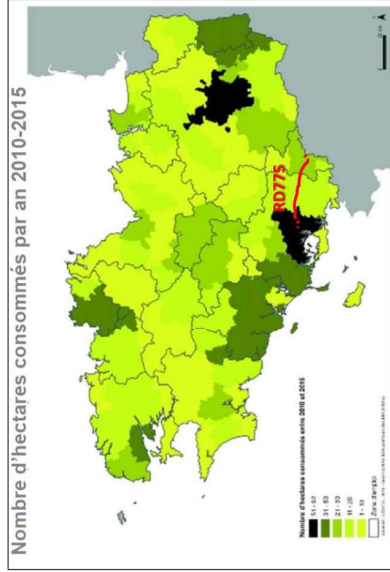 Nombre d'hectares consommés par an 2010-2015
RD775
Nombre d'hectares consommés entre 2010 et 2015
51 - 92
31 - 50
21 - 30
11 - 20
1 - 10
Zone d'emploi